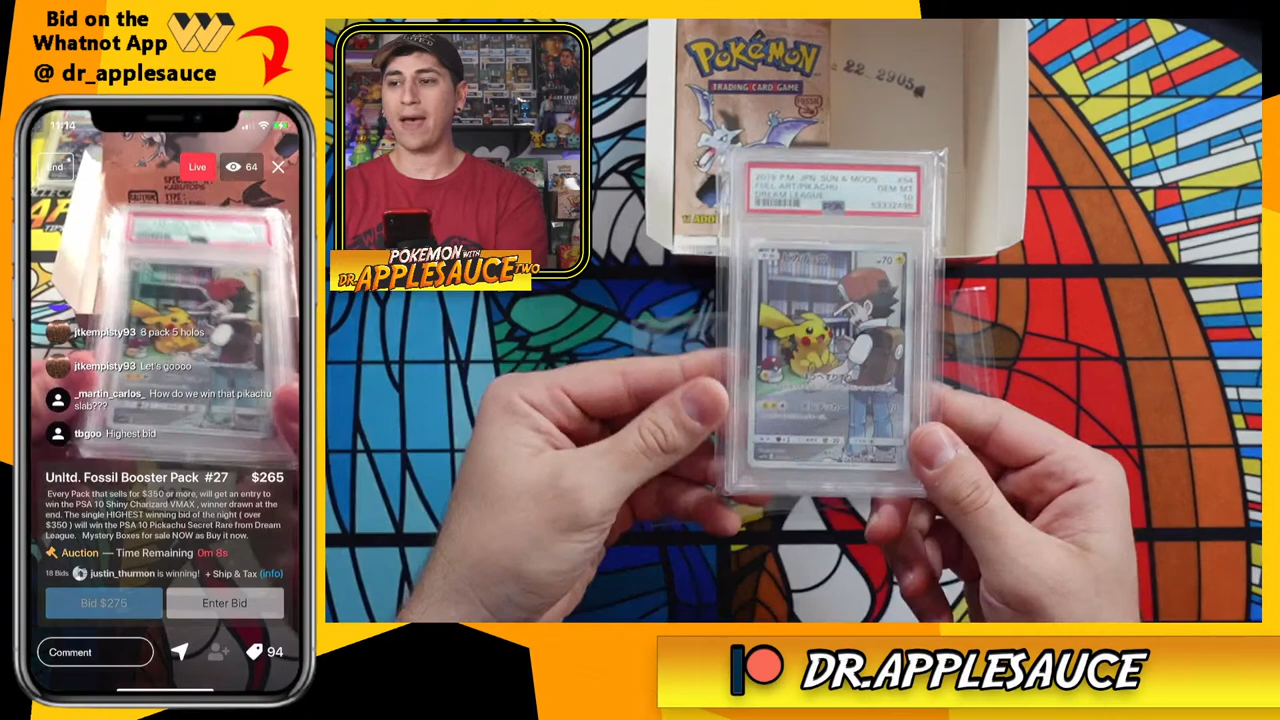 Bid on the
Whatnot App
@ dr_applesauce
11:14
End
Live
64
jtkempisty93 8 pack 5 holos
jtkempisty93 Let's goooo
_martin_carlos_ How do we win that pikachu
slab???
tbgoo Highest bid
Unltd. Fossil Booster Pack #27 $265
Every Pack that sells for $350 or more, will get an entry to
win the PSA 10 Shiny Charizard VMAX , winner drawn at the
end. The single HIGHEST winning bid of the night ( over
$350 ) will win the PSA 10 Pickachu Secret Rare from Dream
League. Mystery Boxes for sale NOW as Buy it now.
Auction — Time Remaining 0m 8s
18 Bids justin_thurmon is winning! + Ship & Tax (info)
Bid $275
Enter Bid
Comment
94
POKEMON WITH
DR. APPLESAUCE TWO
POKéMON
TRADING CARD GAME
FOSSIL
22 2905
2019 P.M. JPN. SUN & MOON
FULL ART/PIKACHU GEM MT
DREAM LEAGUE 10
70
DR.APPLESAUCE